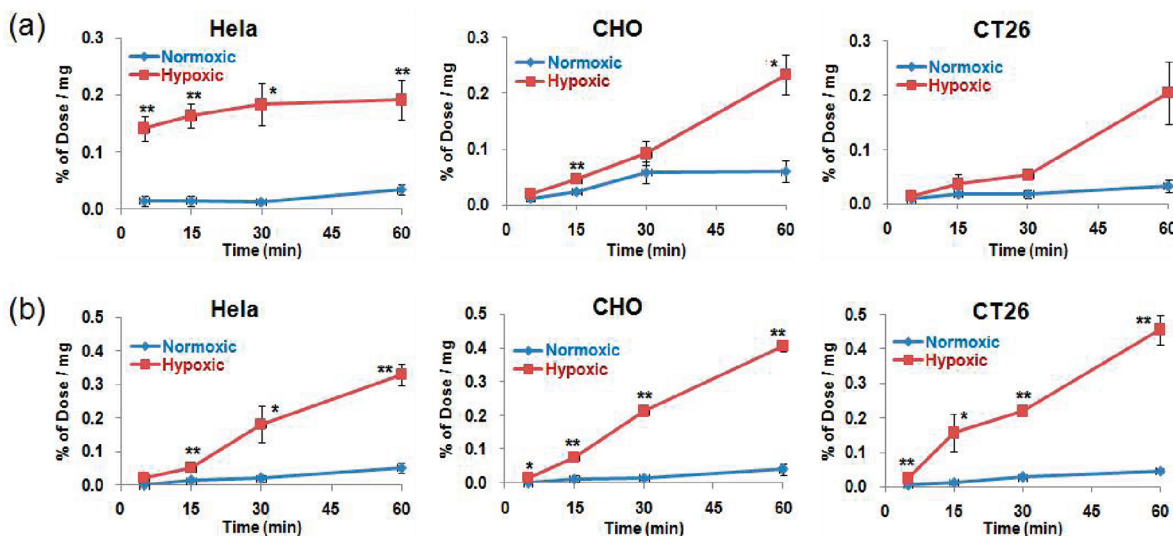 (a)
Hela
CHO
CT26
% of Dose / mg
0.3
0.2
0.1
0.0
Normoxic
Hypoxic
**
**
*
**
0 15 30 45 60
Time (min)
% of Dose / mg
0.3
0.2
0.1
0.0
Normoxic
Hypoxic
**
*
0 15 30 45 60
Time (min)
% of Dose / mg
0.3
0.2
0.1
0.0
Normoxic
Hypoxic
0 15 30 45 60
Time (min)
(b)
Hela
CHO
CT26
% of Dose / mg
0.5
0.4
0.3
0.2
0.1
0.0
Normoxic
Hypoxic
**
*
**
0 15 30 45 60
Time (min)
% of Dose / mg
0.5
0.4
0.3
0.2
0.1
0.0
Normoxic
Hypoxic
*
**
**
**
0 15 30 45 60
Time (min)
% of Dose / mg
0.5
0.4
0.3
0.2
0.1
0.0
Normoxic
Hypoxic
**
*
**
**
0 15 30 45 60
Time (min)